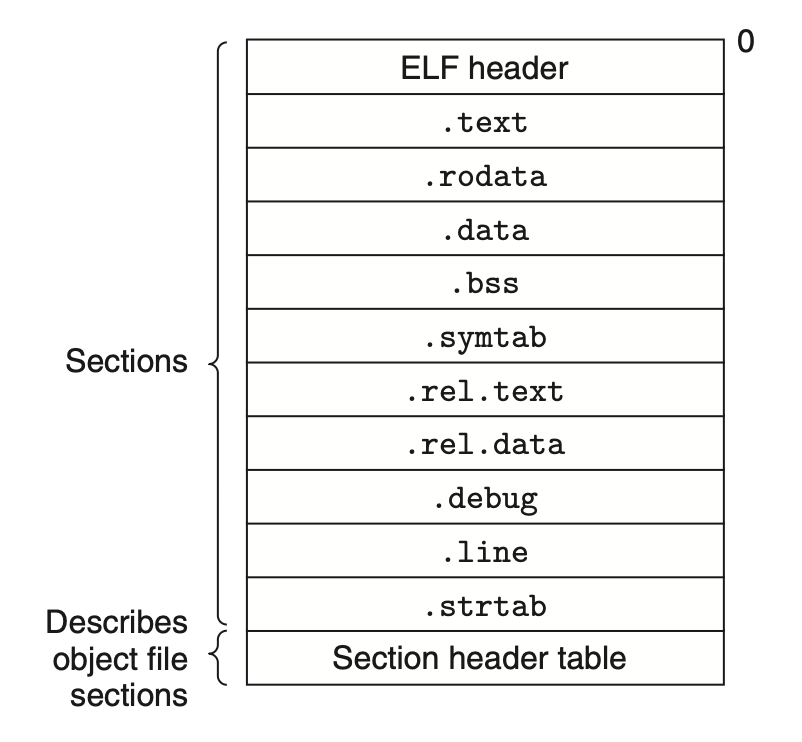 0
ELF header
.text
.rodata
.data
.bss
.symtab
Sections
.rel.text
.rel.data
.debug
.line
.strtab
Describes
object file
sections
Section header table